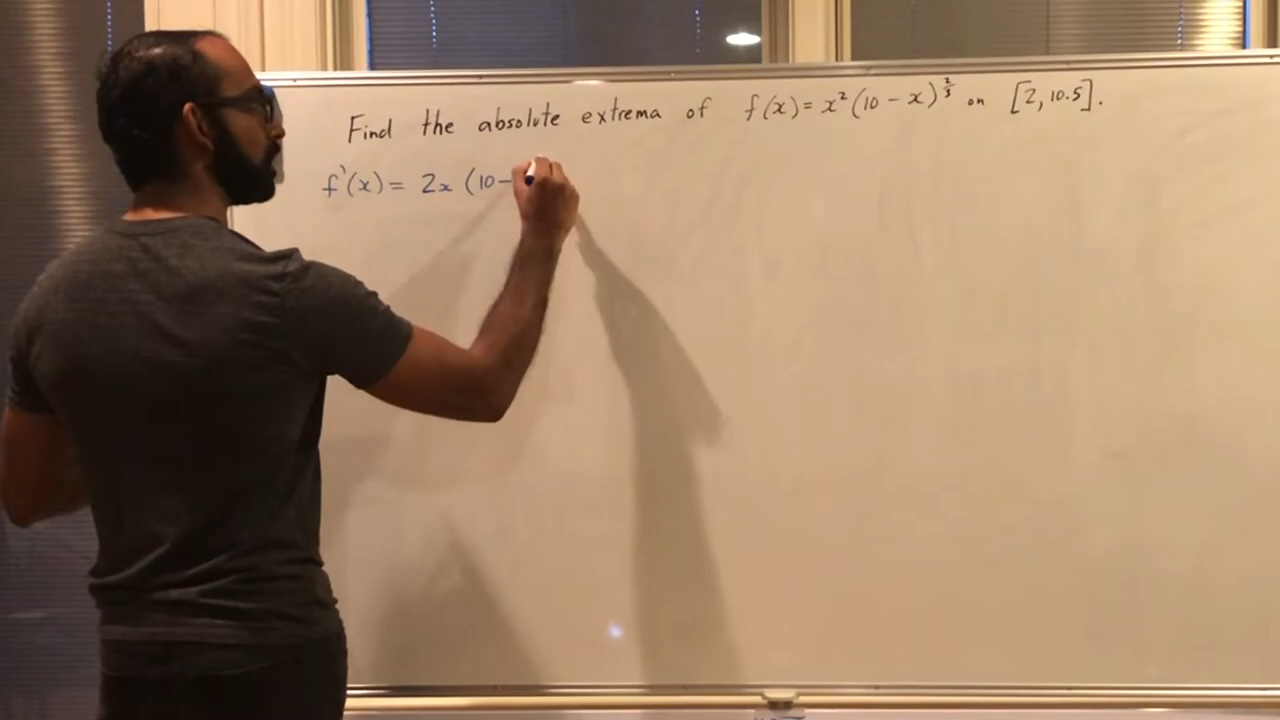 Find the absolute extrema of f(x) = x²(10 - x)^⅔ on [2, 10.5].
f'(x) = 2x (10-